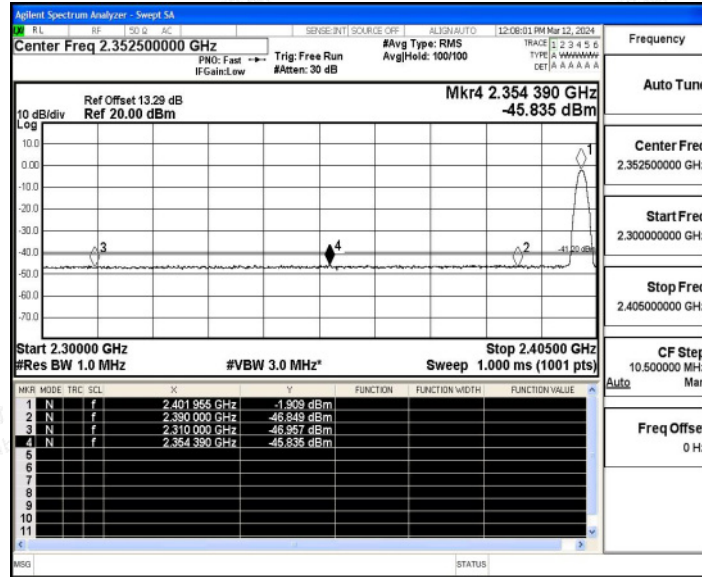 Agilent Spectrum Analyzer - Swept SA
RL RF 50 Ω AC SENSE:INT SOURCE OFF ALIGNAUTO 12:08:01 PM Mar 12, 2024
Center Freq 2.352500000 GHz
PNO: Fast
IFGain:Low
Trig: Free Run
#Atten: 30 dB
#Avg Type: RMS
Avg|Hold: 100/100
TRACE 1 2 3 4 5 6
TYPE A WWWWW
DET A A A A A A
Ref Offset 13.29 dB
Ref 20.00 dBm
10 dB/div
Log
Mkr4 2.354 390 GHz
-45.835 dBm
10.0
0.00
-10.0
-20.0
-30.0
-40.0
-50.0
-60.0
-70.0
1
2
3
4
-41.20 dBm
Start 2.30000 GHz
Stop 2.40500 GHz
#Res BW 1.0 MHz
#VBW 3.0 MHz*
Sweep 1.000 ms (1001 pts)
MKR MODE TRC SCL X Y FUNCTION FUNCTION WIDTH FUNCTION VALUE
1 N f 2.401 955 GHz -1.909 dBm
2 N f 2.390 000 GHz -46.849 dBm
3 N f 2.310 000 GHz -46.957 dBm
4 N f 2.354 390 GHz -45.835 dBm
5
6
7
8
9
10
11
MSG
STATUS
Frequency
Auto Tune
Center Freq
2.352500000 GHz
Start Freq
2.300000000 GHz
Stop Freq
2.405000000 GHz
CF Step
10.500000 MHz
Auto Man
Freq Offset
0 Hz